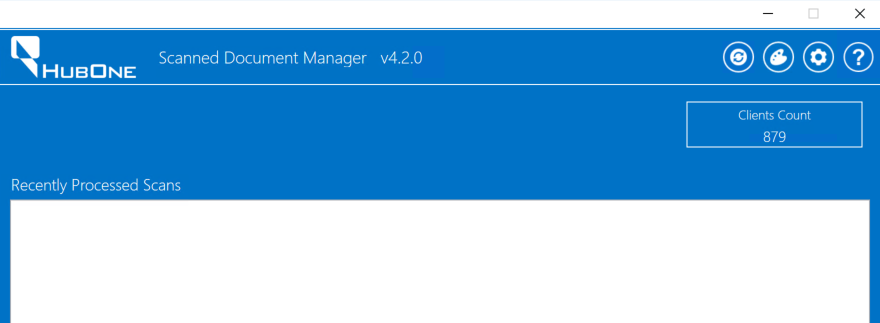 HUBONE
Scanned Document Manager v4.2.0
?
Clients Count
879
Recently Processed Scans